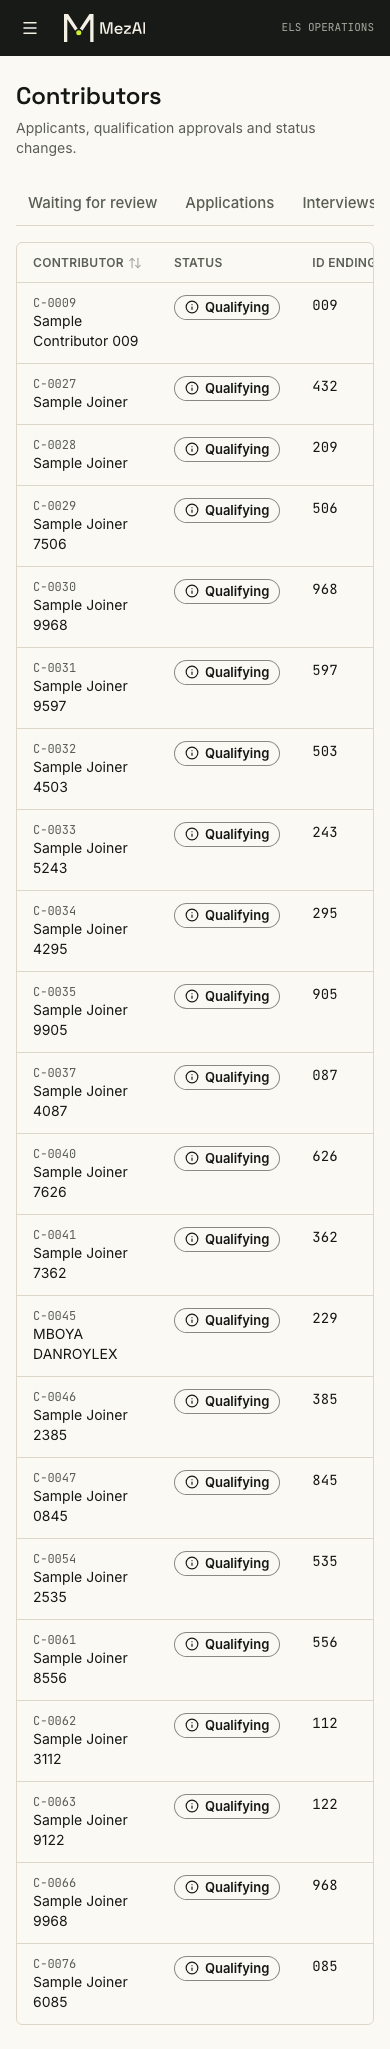 MezAI
ELS OPERATIONS
Contributors
Applicants, qualification approvals and status
changes.
Waiting for review Applications Interviews
CONTRIBUTOR STATUS ID ENDING
C-0009
Qualifying 009
Sample
Contributor 009
C-0027
Qualifying 432
Sample Joiner
C-0028
Qualifying 209
Sample Joiner
C-0029
Qualifying 506
Sample Joiner
7506
C-0030
Qualifying 968
Sample Joiner
9968
C-0031
Qualifying 597
Sample Joiner
9597
C-0032
Qualifying 503
Sample Joiner
4503
C-0033
Qualifying 243
Sample Joiner
5243
C-0034
Qualifying 295
Sample Joiner
4295
C-0035
Qualifying 905
Sample Joiner
9905
C-0037
Qualifying 087
Sample Joiner
4087
C-0040
Qualifying 626
Sample Joiner
7626
C-0041
Qualifying 362
Sample Joiner
7362
C-0045
Qualifying 229
MBOYA
DANROYLEX
C-0046
Qualifying 385
Sample Joiner
2385
C-0047
Qualifying 845
Sample Joiner
0845
C-0054
Qualifying 535
Sample Joiner
2535
C-0061
Qualifying 556
Sample Joiner
8556
C-0062
Qualifying 112
Sample Joiner
3112
C-0063
Qualifying 122
Sample Joiner
9122
C-0066
Qualifying 968
Sample Joiner
9968
C-0076
Qualifying 085
Sample Joiner
6085